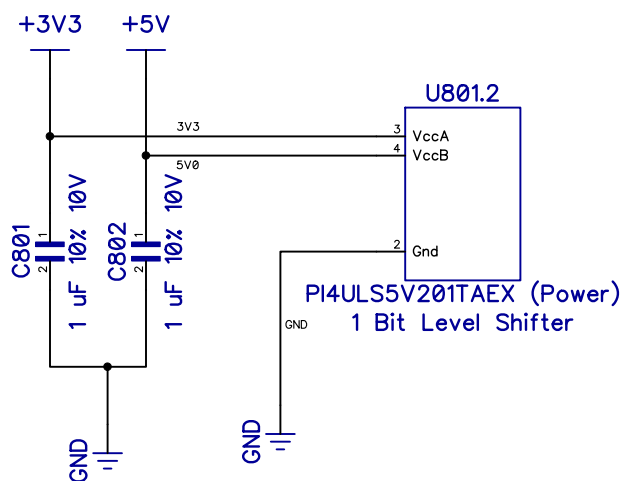 +3V3
+5V
U801.2
3V3
3
VccA
4
VccB
5V0
C801
1
2
1 uF 10% 10V
C802
1
2
1 uF 10% 10V
2
Gnd
PI4ULS5V201TAEX (Power)
1 Bit Level Shifter
GND
GND
GND